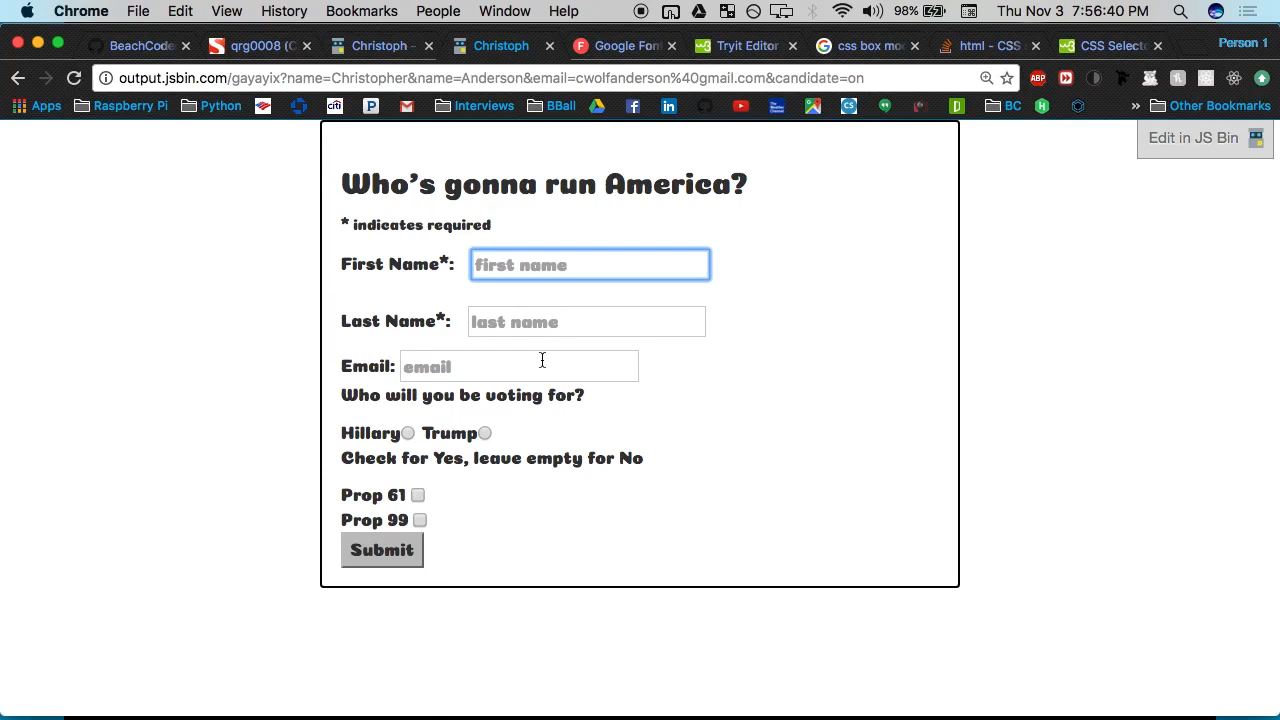 Chrome File Edit View History Bookmarks People Window Help 98% Thu Nov 3 7:56:40 PM
BeachCode qrg0008 (C Christoph - Christoph Google Fon Tryit Editor css box mo html - CSS CSS Select Person 1
output.jsbin.com/gayayix?name=Christopher&name=Anderson&email=cwolfanderson%40gmail.com&candidate=on
Apps Raspberry Pi Python Interviews BBall BC » Other Bookmarks
Edit in JS Bin
Who's gonna run America?
* indicates required
First Name*: first name
Last Name*: last name
Email: email
Who will you be voting for?
Hillary Trump
Check for Yes, leave empty for No
Prop 61
Prop 99
Submit